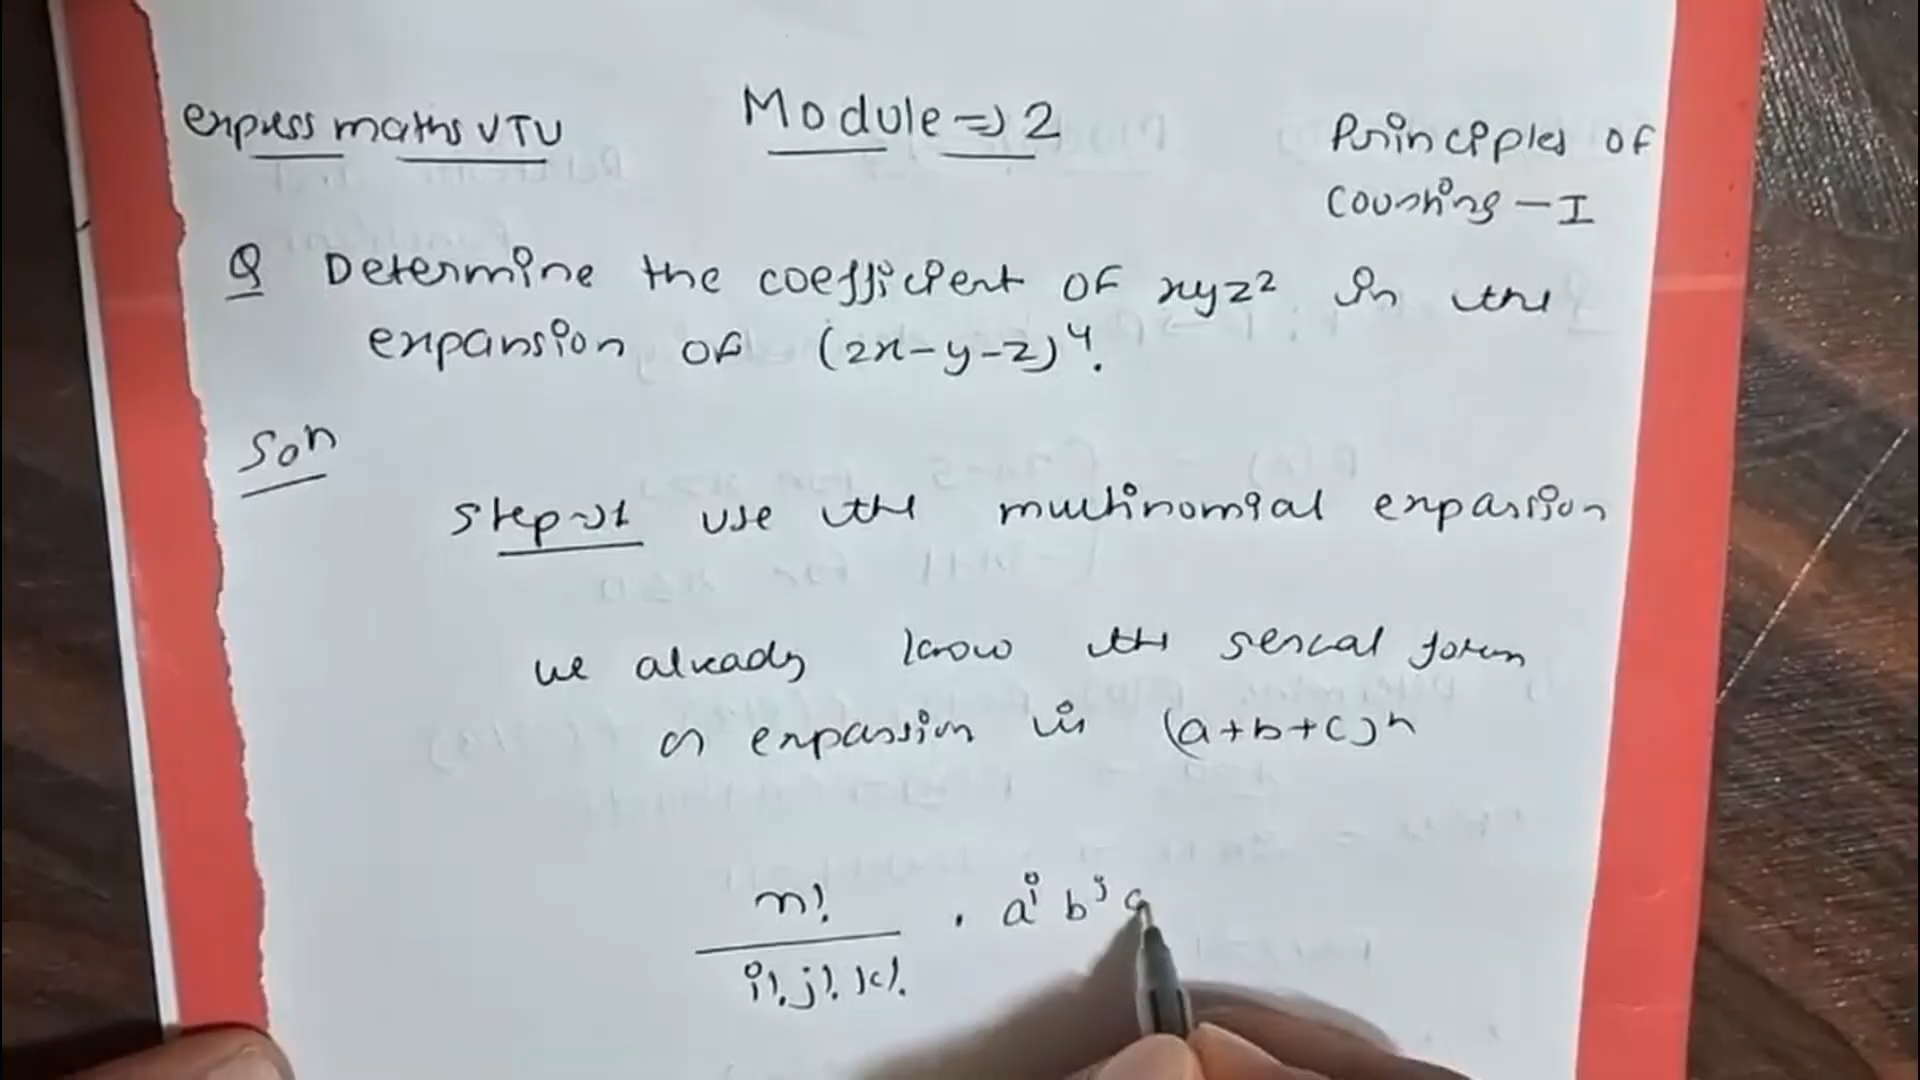 express maths VTU
Module => 2
Principles of
Counting - I
Q Determine the coefficient of xyz² in the
expansion of (2x-y-z)⁴.
Soⁿ
Step-1 use the multinomial expansion
we already know the general form
of expansion is (a+b+c)ⁿ
n!
i!. j!. k!.
. aⁱ bʲ c